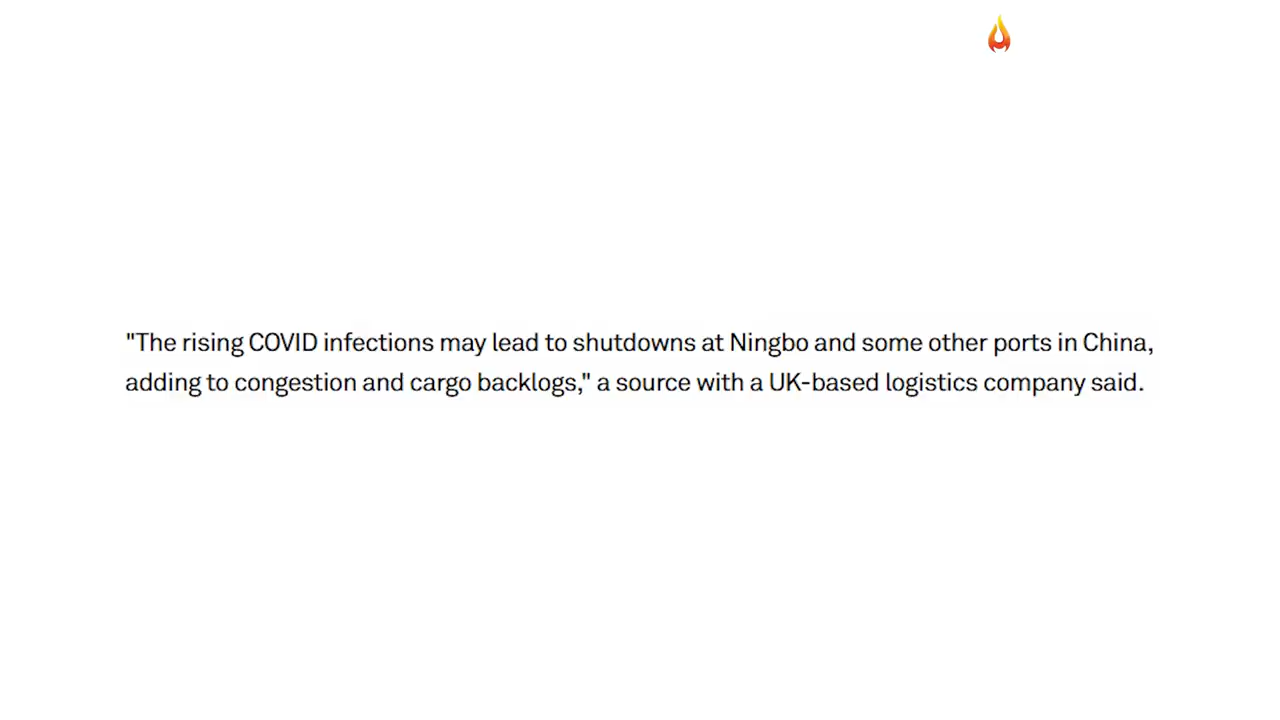 "The rising COVID infections may lead to shutdowns at Ningbo and some other ports in China,
adding to congestion and cargo backlogs," a source with a UK-based logistics company said.